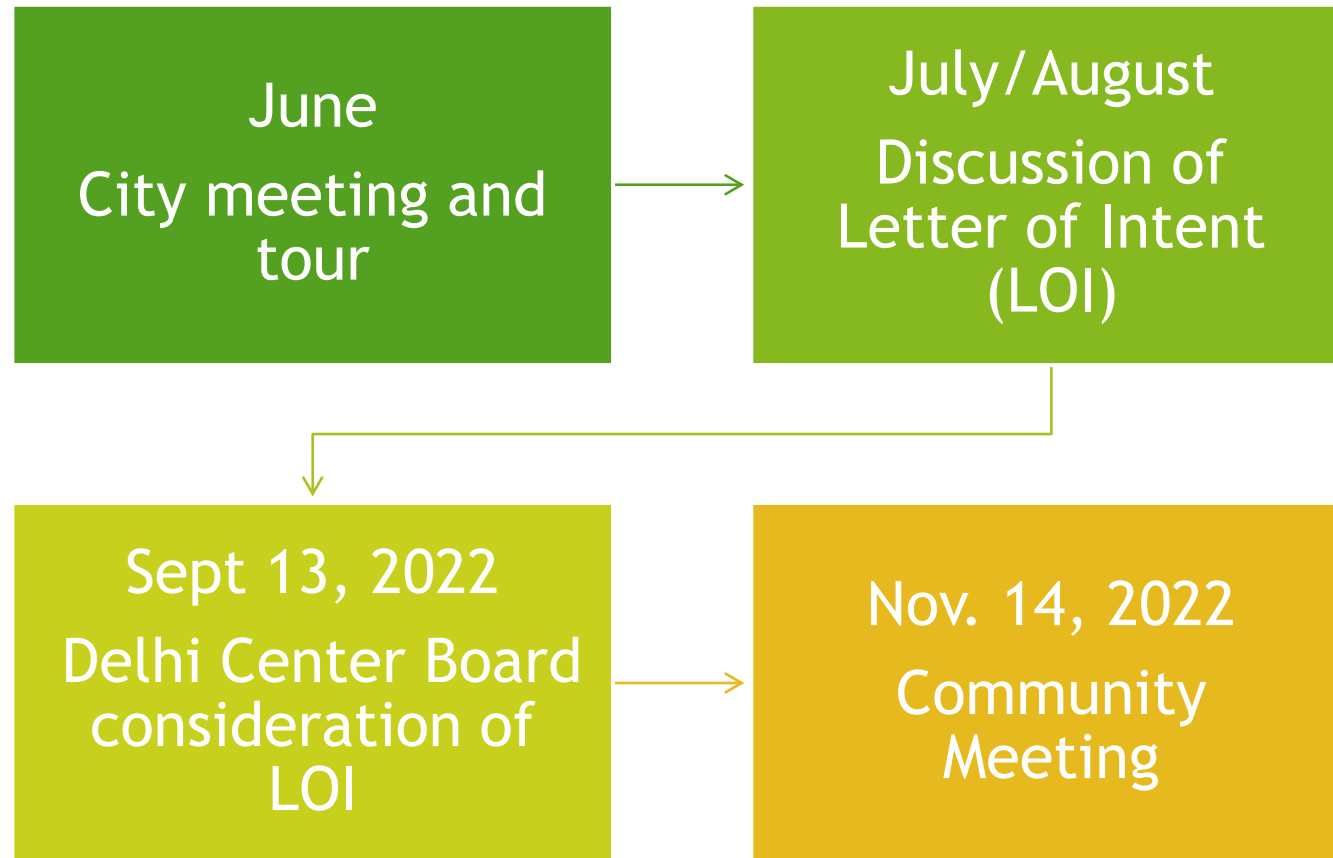 June
City meeting and
tour
July/August
Discussion of
Letter of Intent
(LOI)
Sept 13, 2022
Delhi Center Board
consideration of
LOI
Nov. 14, 2022
Community
Meeting